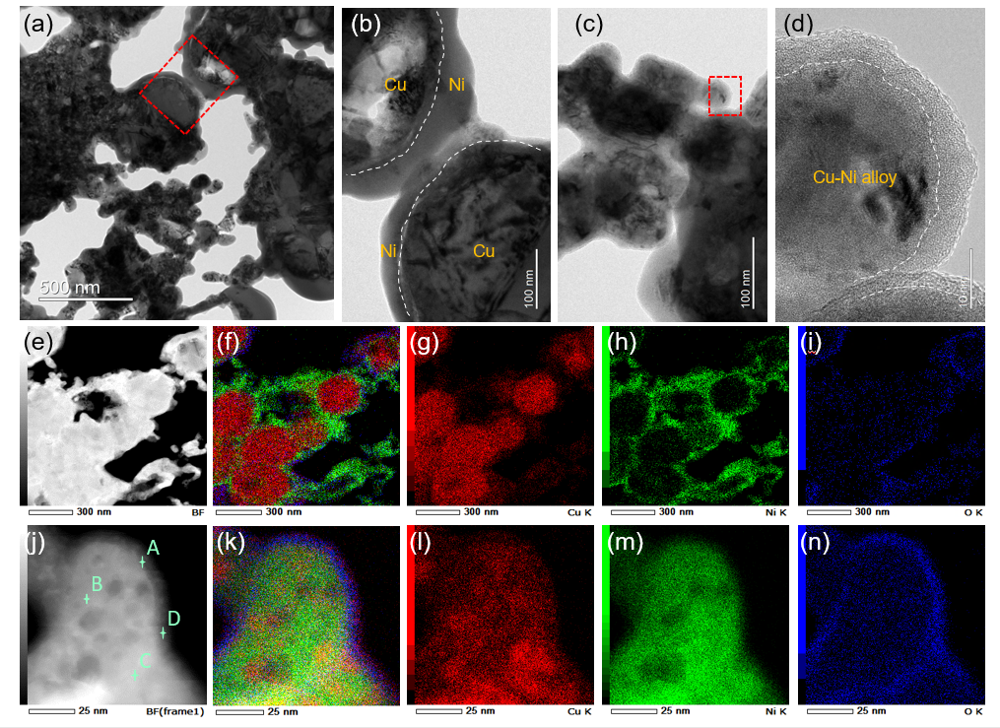 (a)
500 nm
(b)
Cu
Ni
Ni
Cu
100 nm
(c)
100 nm
(d)
Cu-Ni alloy
10 nm
(e)
300 nm
BF
(f)
300 nm
(g)
300 nm
Cu K
(h)
300 nm
Ni K
(i)
300 nm
O K
(j)
A
B
D
C
25 nm
BF(frame1)
(k)
25 nm
(l)
25 nm
Cu K
(m)
25 nm
Ni K
(n)
25 nm
O K